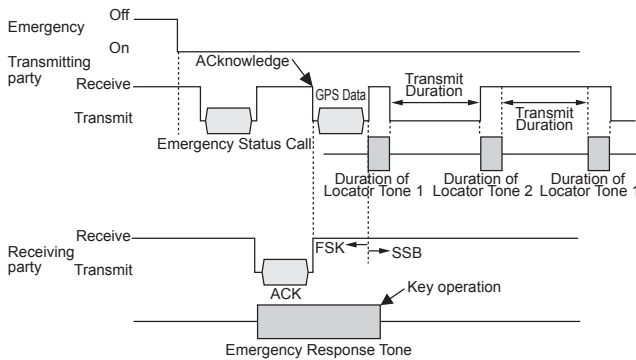 Emergency
Off
On
Transmitting
party
ACknowledge
Receive
Transmit
GPS Data
Transmit
Duration
Transmit
Duration
Emergency Status Call
Duration of
Locator Tone 1
Duration of
Locator Tone 2
Duration of
Locator Tone 1
Receiving
party
Receive
Transmit
FSK
SSB
ACK
Key operation
Emergency Response Tone